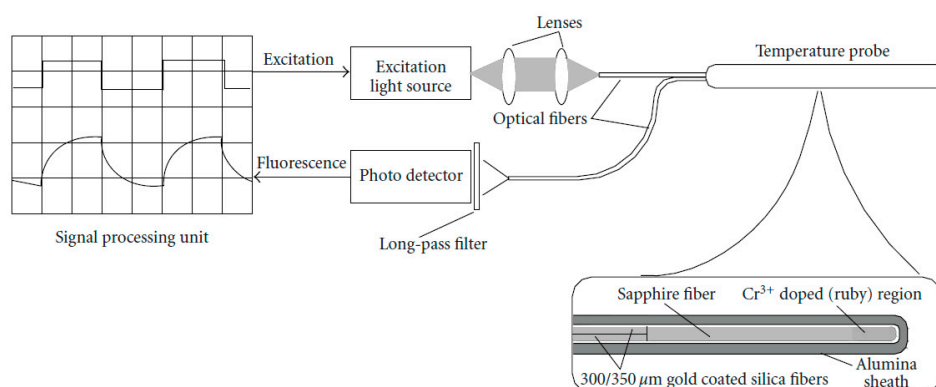 Lenses
Excitation
Excitation
light source
Temperature probe
Optical fibers
Fluorescence
Photo detector
Signal processing unit
Long-pass filter
Sapphire fiber
Cr³⁺ doped (ruby) region
300/350 μm gold coated silica fibers
Alumina
sheath